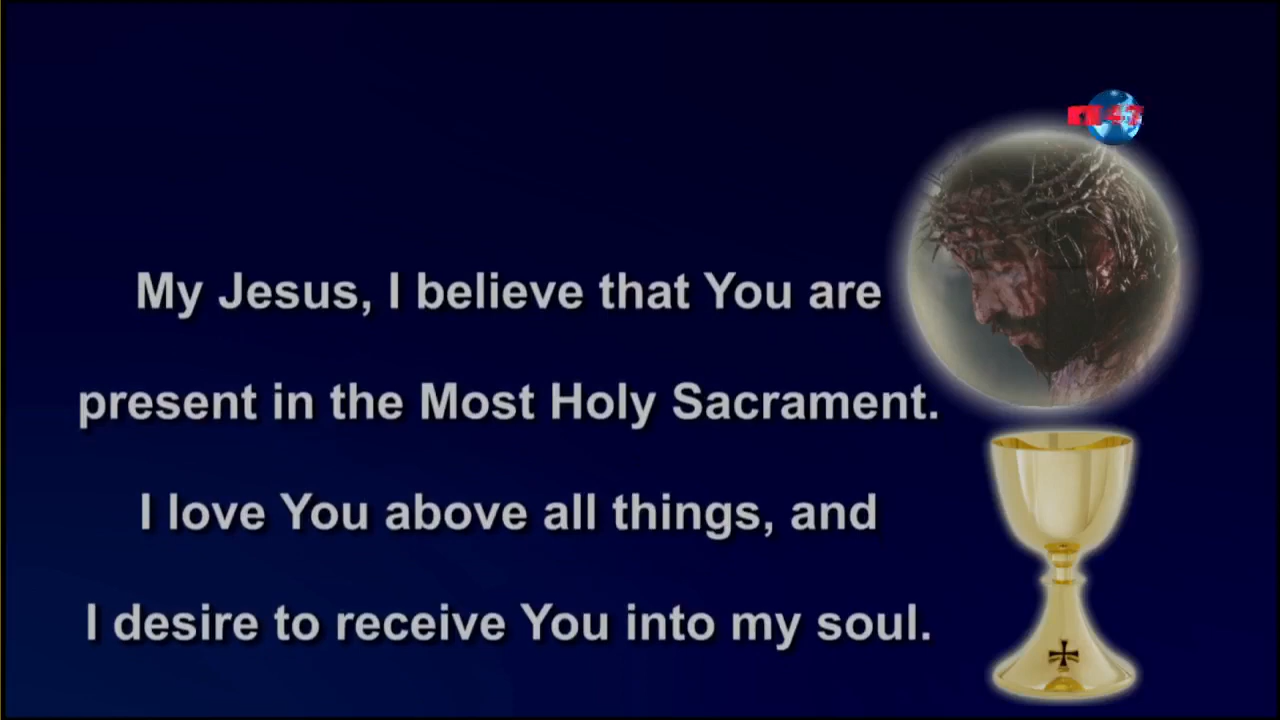 My Jesus, I believe that You are
present in the Most Holy Sacrament.
I love You above all things, and
I desire to receive You into my soul.